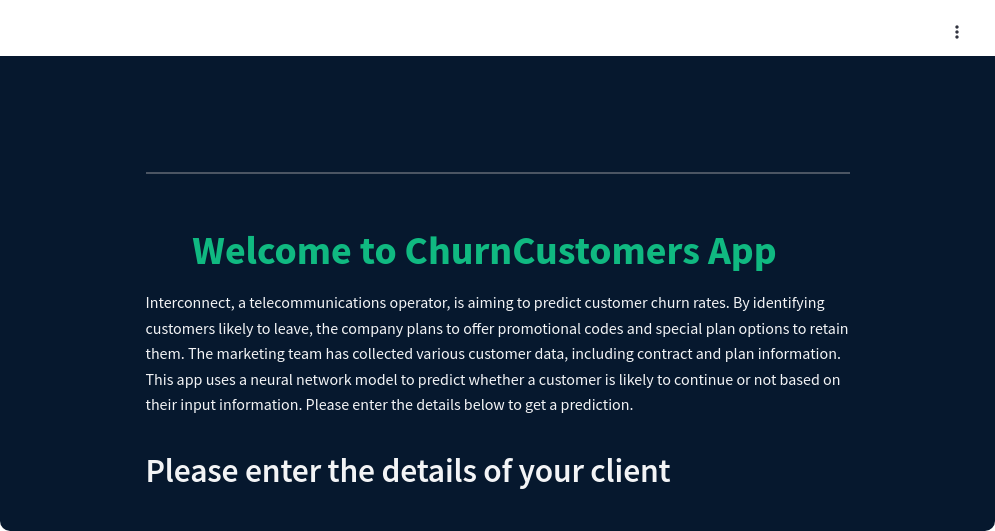 Welcome to ChurnCustomers App
Interconnect, a telecommunications operator, is aiming to predict customer churn rates. By identifying
customers likely to leave, the company plans to offer promotional codes and special plan options to retain
them. The marketing team has collected various customer data, including contract and plan information.
This app uses a neural network model to predict whether a customer is likely to continue or not based on
their input information. Please enter the details below to get a prediction.
Please enter the details of your client